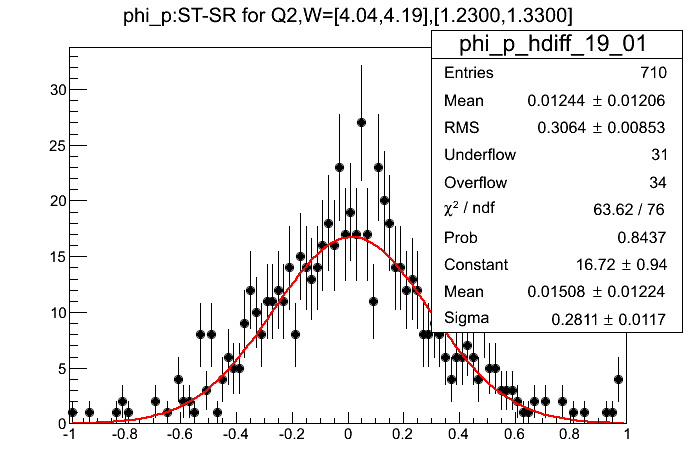 phi_p:ST-SR for Q2,W=[4.04,4.19],[1.2300,1.3300]
phi_p_hdiff_19_01
Entries 710
Mean 0.01244 ± 0.01206
RMS 0.3064 ± 0.00853
Underflow 31
Overflow 34
χ² / ndf 63.62 / 76
Prob 0.8437
Constant 16.72 ± 0.94
Mean 0.01508 ± 0.01224
Sigma 0.2811 ± 0.0117
30
25
20
15
10
5
0
-1 -0.8 -0.6 -0.4 -0.2 0 0.2 0.4 0.6 0.8 1